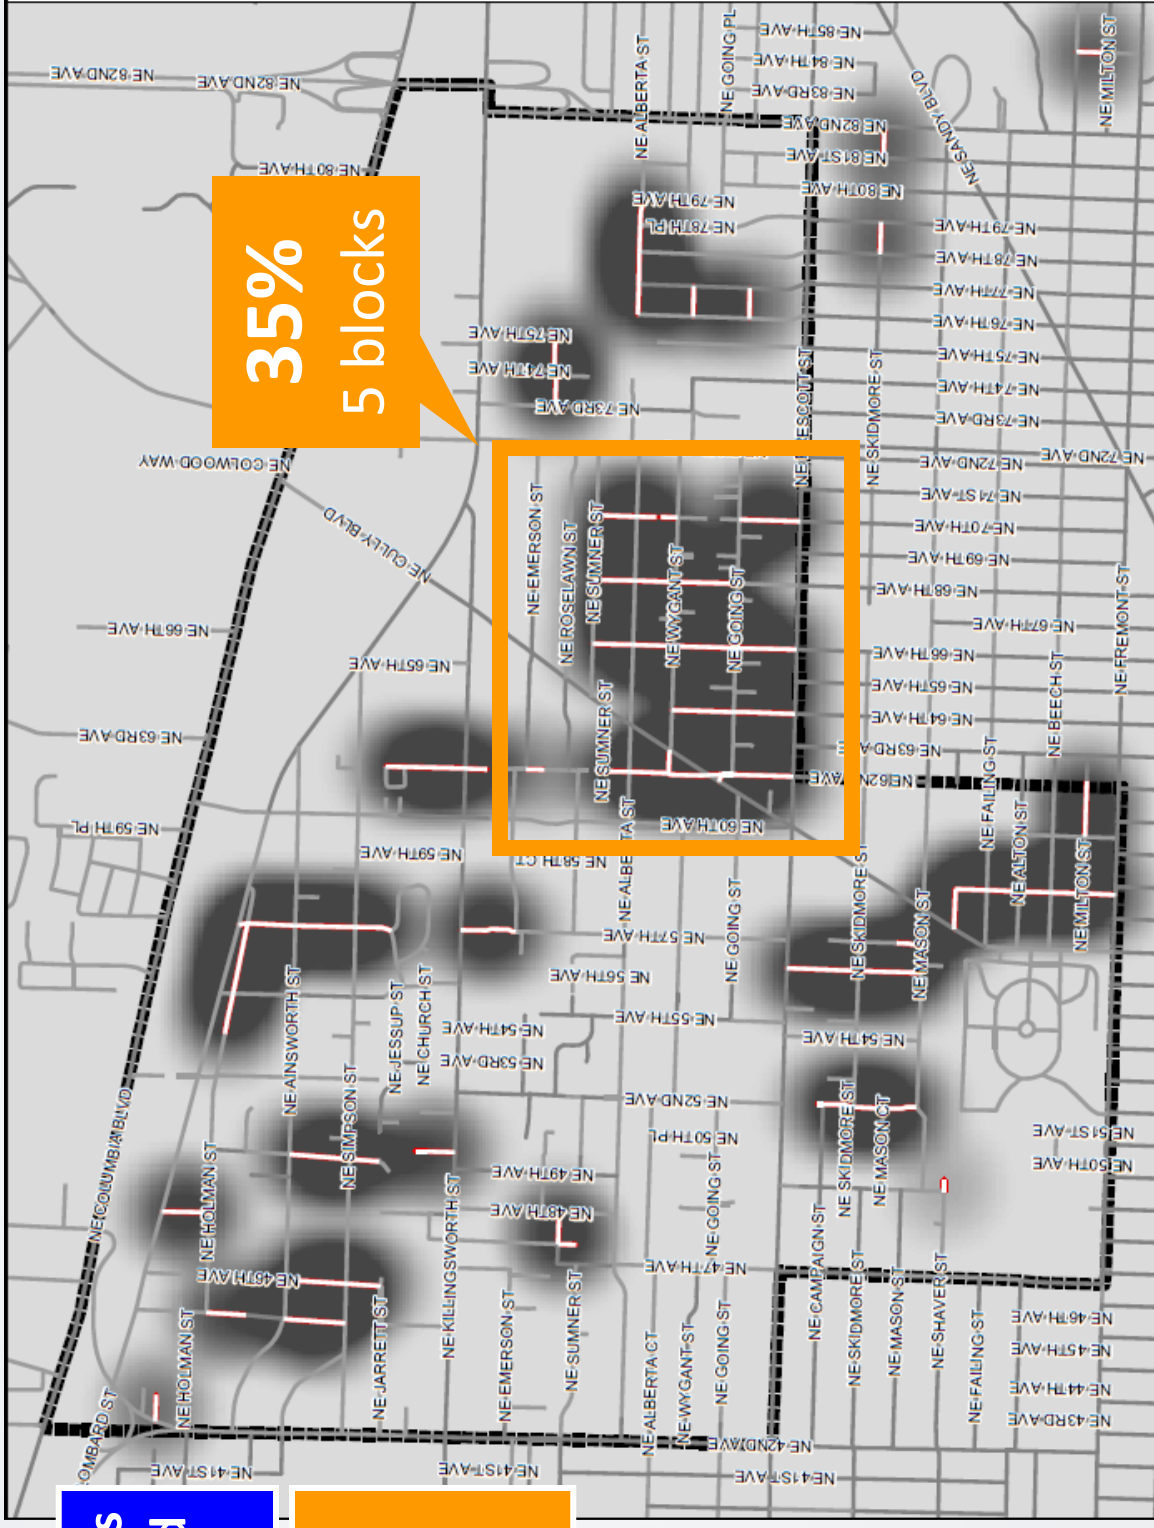 35%
5 blocks
NE 82ND AVE
NE 82ND AVE
NE 80TH AVE
NE ALBERTA ST
NE GOING PL
NE 85TH AVE
NE 84TH AVE
NE 83RD AVE
NE 82ND AVE
NE 81ST AVE
NE 80TH AVE
NE SANDY BLVD
NE MILTON ST
NE 79TH AVE
NE 78TH PL
NE 79TH AVE
NE 78TH AVE
NE 77TH AVE
NE 76TH AVE
NE 75TH AVE
NE 74TH AVE
NE 73RD AVE
NE 72ND AVE
NE 72ND AVE
NE 71ST AVE
NE 70TH AVE
NE 69TH AVE
NE 68TH AVE
NE 67TH AVE
NE 66TH AVE
NE 65TH AVE
NE 64TH AVE
NE 63RD AVE
NE 75TH AVE
NE 74TH AVE
NE 73RD AVE
NE PRESCOTT ST
NE SKIDMORE ST
NE COLWOOD WAY
NE CULLY BLVD
NE EMERSON ST
NE ROSELAWN ST
NE SUMNER ST
NE WYGANT ST
NE GOING ST
NE 66TH AVE
NE 65TH AVE
NE 63RD AVE
NE SUMNER ST
NE 62ND AVE
NE FREMONT ST
NE BEECH ST
NE FAILING ST
NE ALTON ST
NE MILTON ST
NE 60TH AVE
NE 59TH PL
NE 59TH AVE
NE 58TH CT
NE ALBERTA ST
NE GOING ST
NE SKIDMORE ST
NE MASON ST
NE 57TH AVE
NE 56TH AVE
NE 55TH AVE
NE 54TH AVE
NE 54TH AVE
NE 53RD AVE
NE AINSWORTH ST
NE JESSUP ST
NE CHURCH ST
NE SIMPSON ST
NE COLUMBIA BLVD
NE 52ND AVE
NE 50TH PL
NE 51ST AVE
NE 50TH AVE
NE SKIDMORE ST
NE MASON CT
NE HOLMAN ST
NE 49TH AVE
NE 48TH AVE
NE KILLINGSWORTH ST
NE GOING ST
NE 47TH AVE
NE CAMPAIGN ST
NE 46TH AVE
NE HOLMAN ST
NE JARRETT ST
NE EMERSON ST
NE SUMNER ST
NE ALBERTA CT
NE WYGANT ST
NE GOING ST
NE SKIDMORE ST
NE MASON ST
NE SHAVER ST
NE FAILING ST
NE 46TH AVE
NE 45TH AVE
NE 44TH AVE
NE 43RD AVE
NE 42ND AVE
OMBARD ST
NE 41ST AVE
NE 41ST AVE
NE 41ST AVE